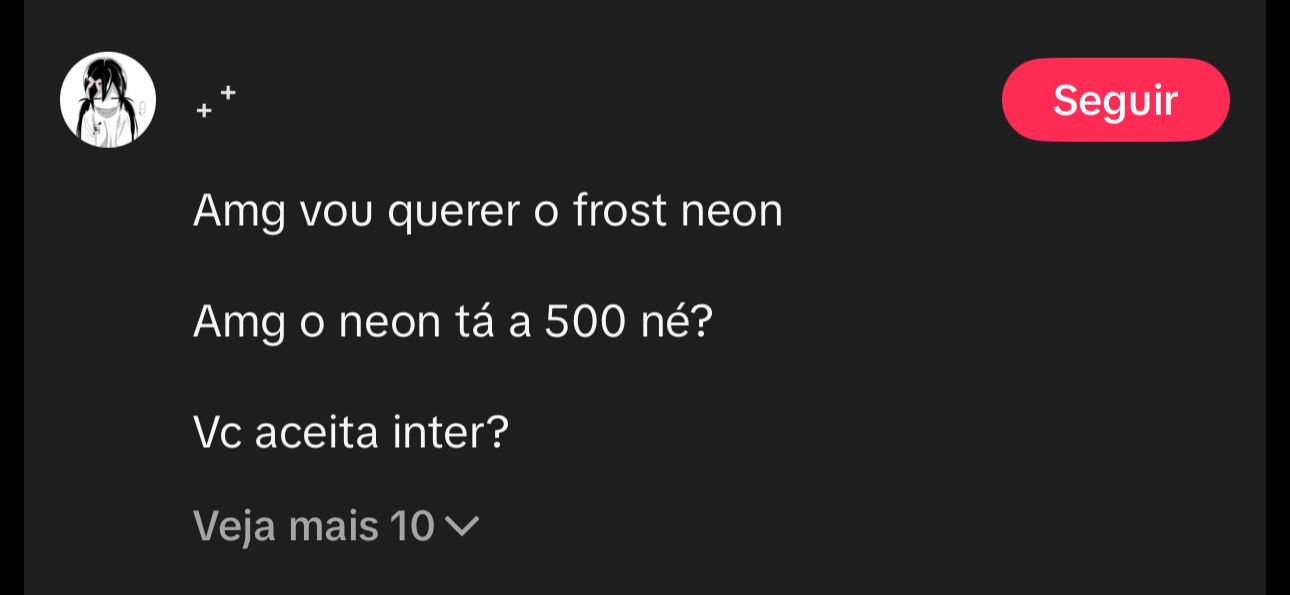 ₊⁺
Seguir
Amg vou querer o frost neon
Amg o neon tá a 500 né?
Vc aceita inter?
Veja mais 10